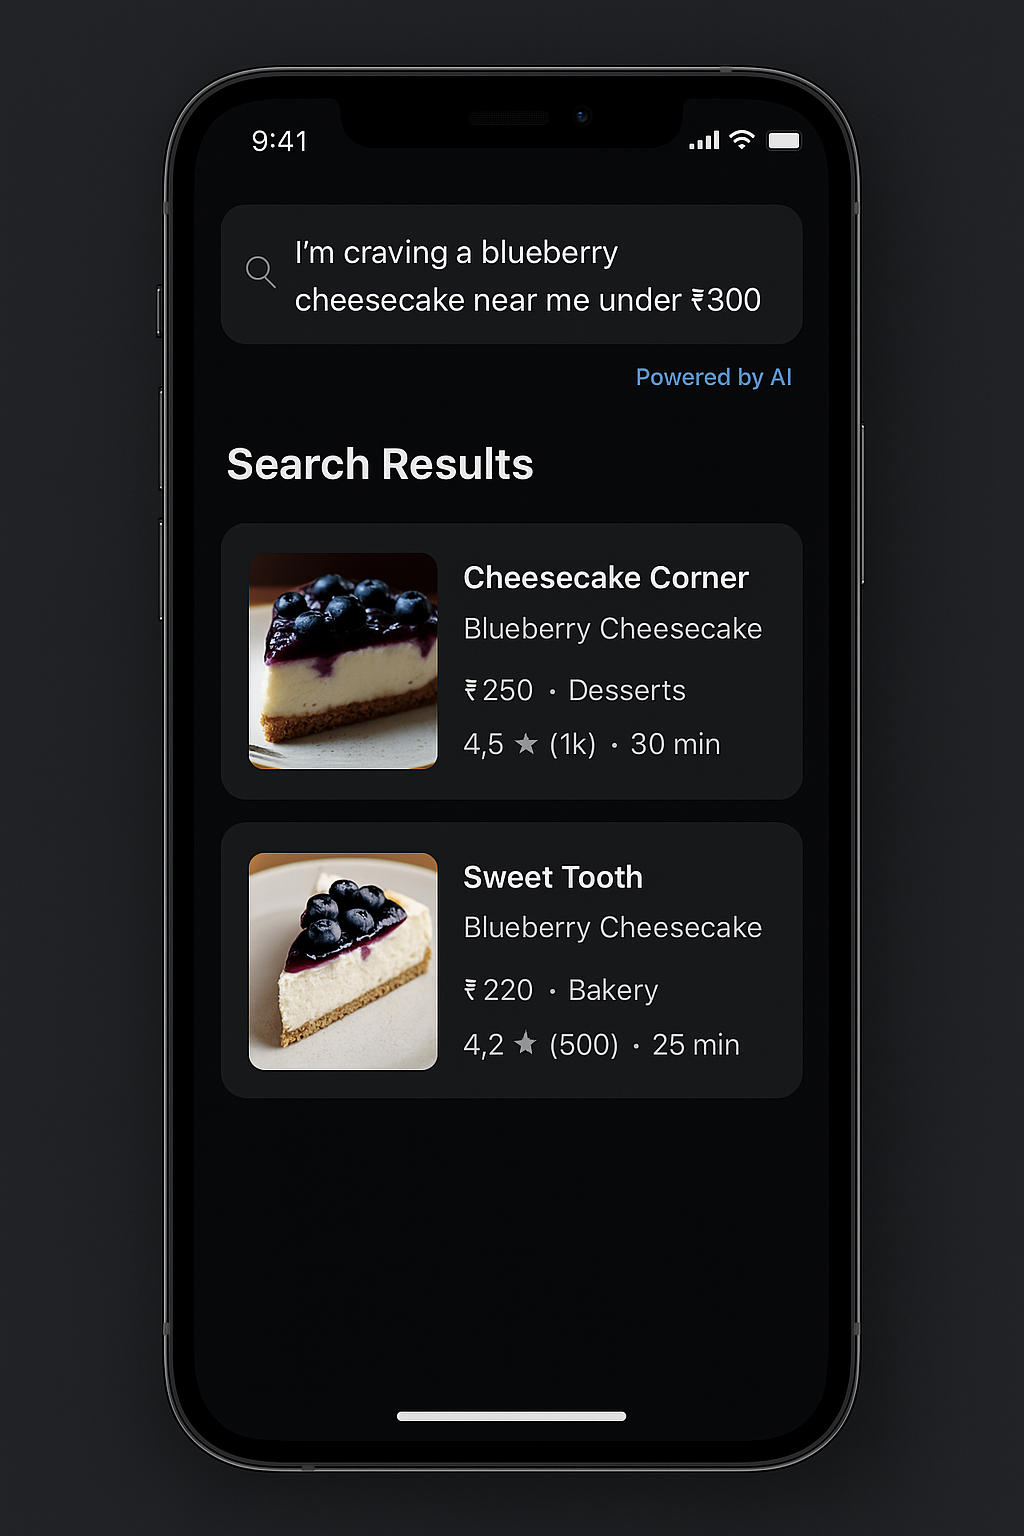 9:41
I'm craving a blueberry
cheesecake near me under ₹300
Powered by AI
Search Results
Cheesecake Corner
Blueberry Cheesecake
₹250 • Desserts
4,5 ★ (1k) • 30 min
Sweet Tooth
Blueberry Cheesecake
₹220 • Bakery
4,2 ★ (500) • 25 min